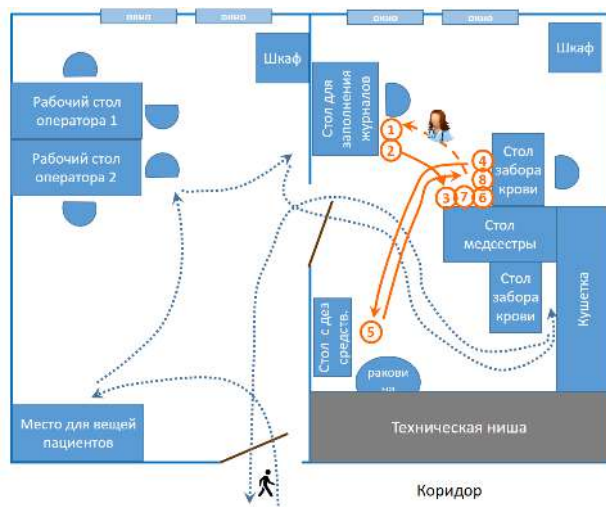 окно
окно
окно
окно
Шкаф
Шкаф
Рабочий стол
оператора 1
Рабочий стол
оператора 2
Стол для
заполнения
журналов
1
2
3
7
6
4
8
5
Стол
забора
крови
Стол
медсестры
Стол
забора
крови
Кушетка
Стол с дез
средств.
ракови
на
Место для вещей
пациентов
Техническая ниша
Коридор